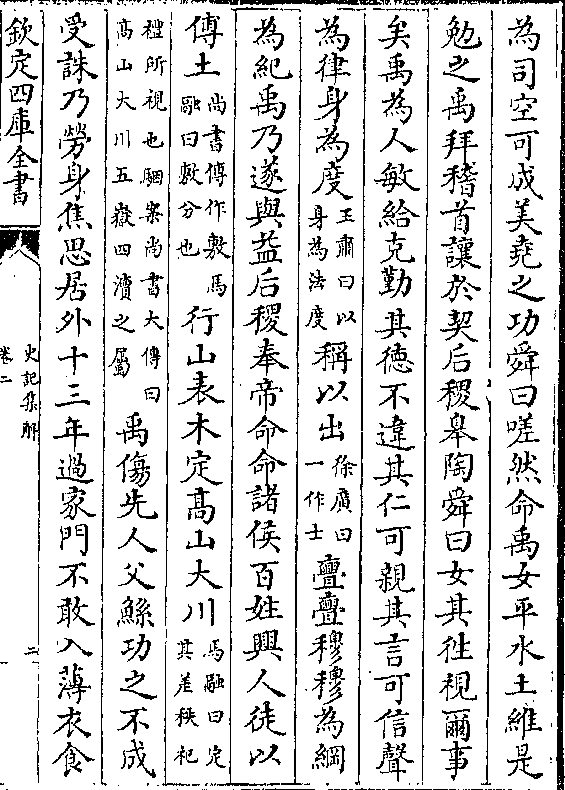 為司空可成美堯之功舜曰嗟然命禹女平水土維是
勉之禹拜稽首讓於契后稷臯陶舜曰女其徃視爾事
矣禹為人敏給克勤其徳不違其仁可親其言可信聲
為律身為度王肅曰以身為法度稱以出徐廣曰一作士亹亹穆穆為綱
為紀禹乃遂與益后稷奉帝命命諸侯百姓興人徒以
傅土尚書傅作敷馬融曰敷分也行山表木定髙山大川馬融曰定其差秩祀
禮所視也駰案尚書大傳曰髙山大川五嶽四瀆之屬禹傷先人父鯀功之不成
受誅乃勞身焦思居外十三年過家門不敢入薄衣食
欽定四庫全書
史記集解
卷二
二